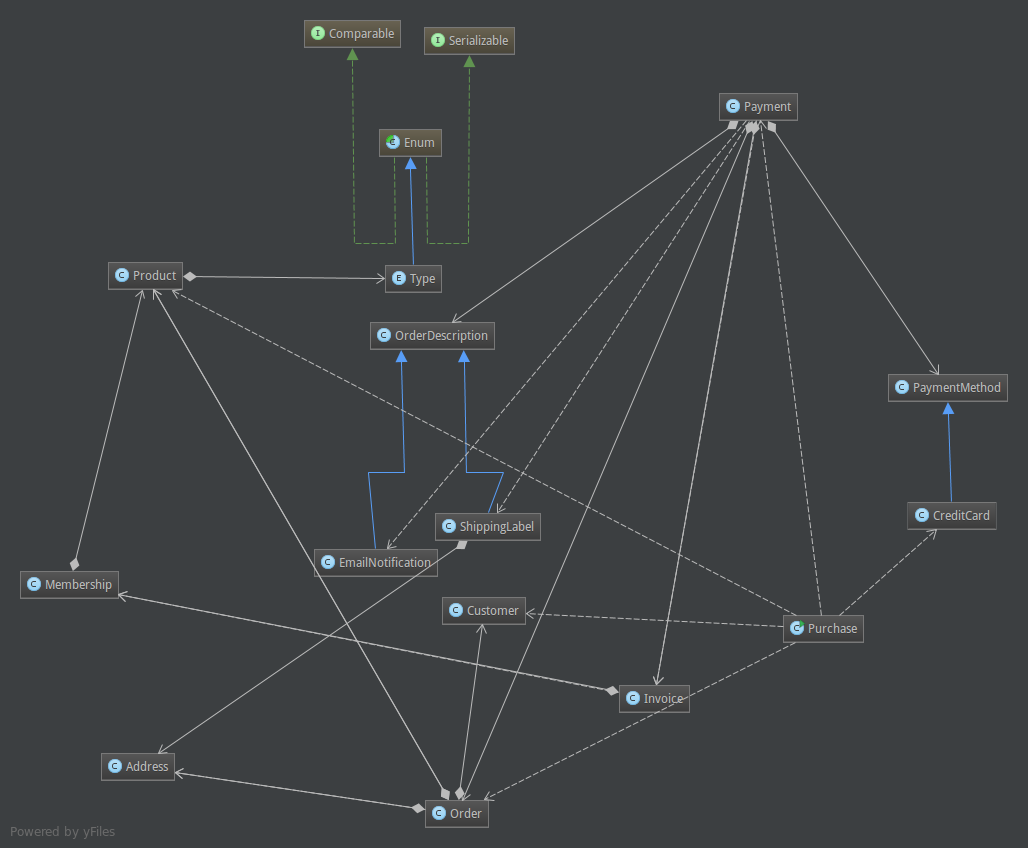 I Comparable
I Serializable
C Payment
C Enum
C Product
E Type
C OrderDescription
C PaymentMethod
C ShippingLabel
C CreditCard
C EmailNotification
C Membership
C Customer
C Purchase
C Invoice
C Address
C Order
Powered by yFiles